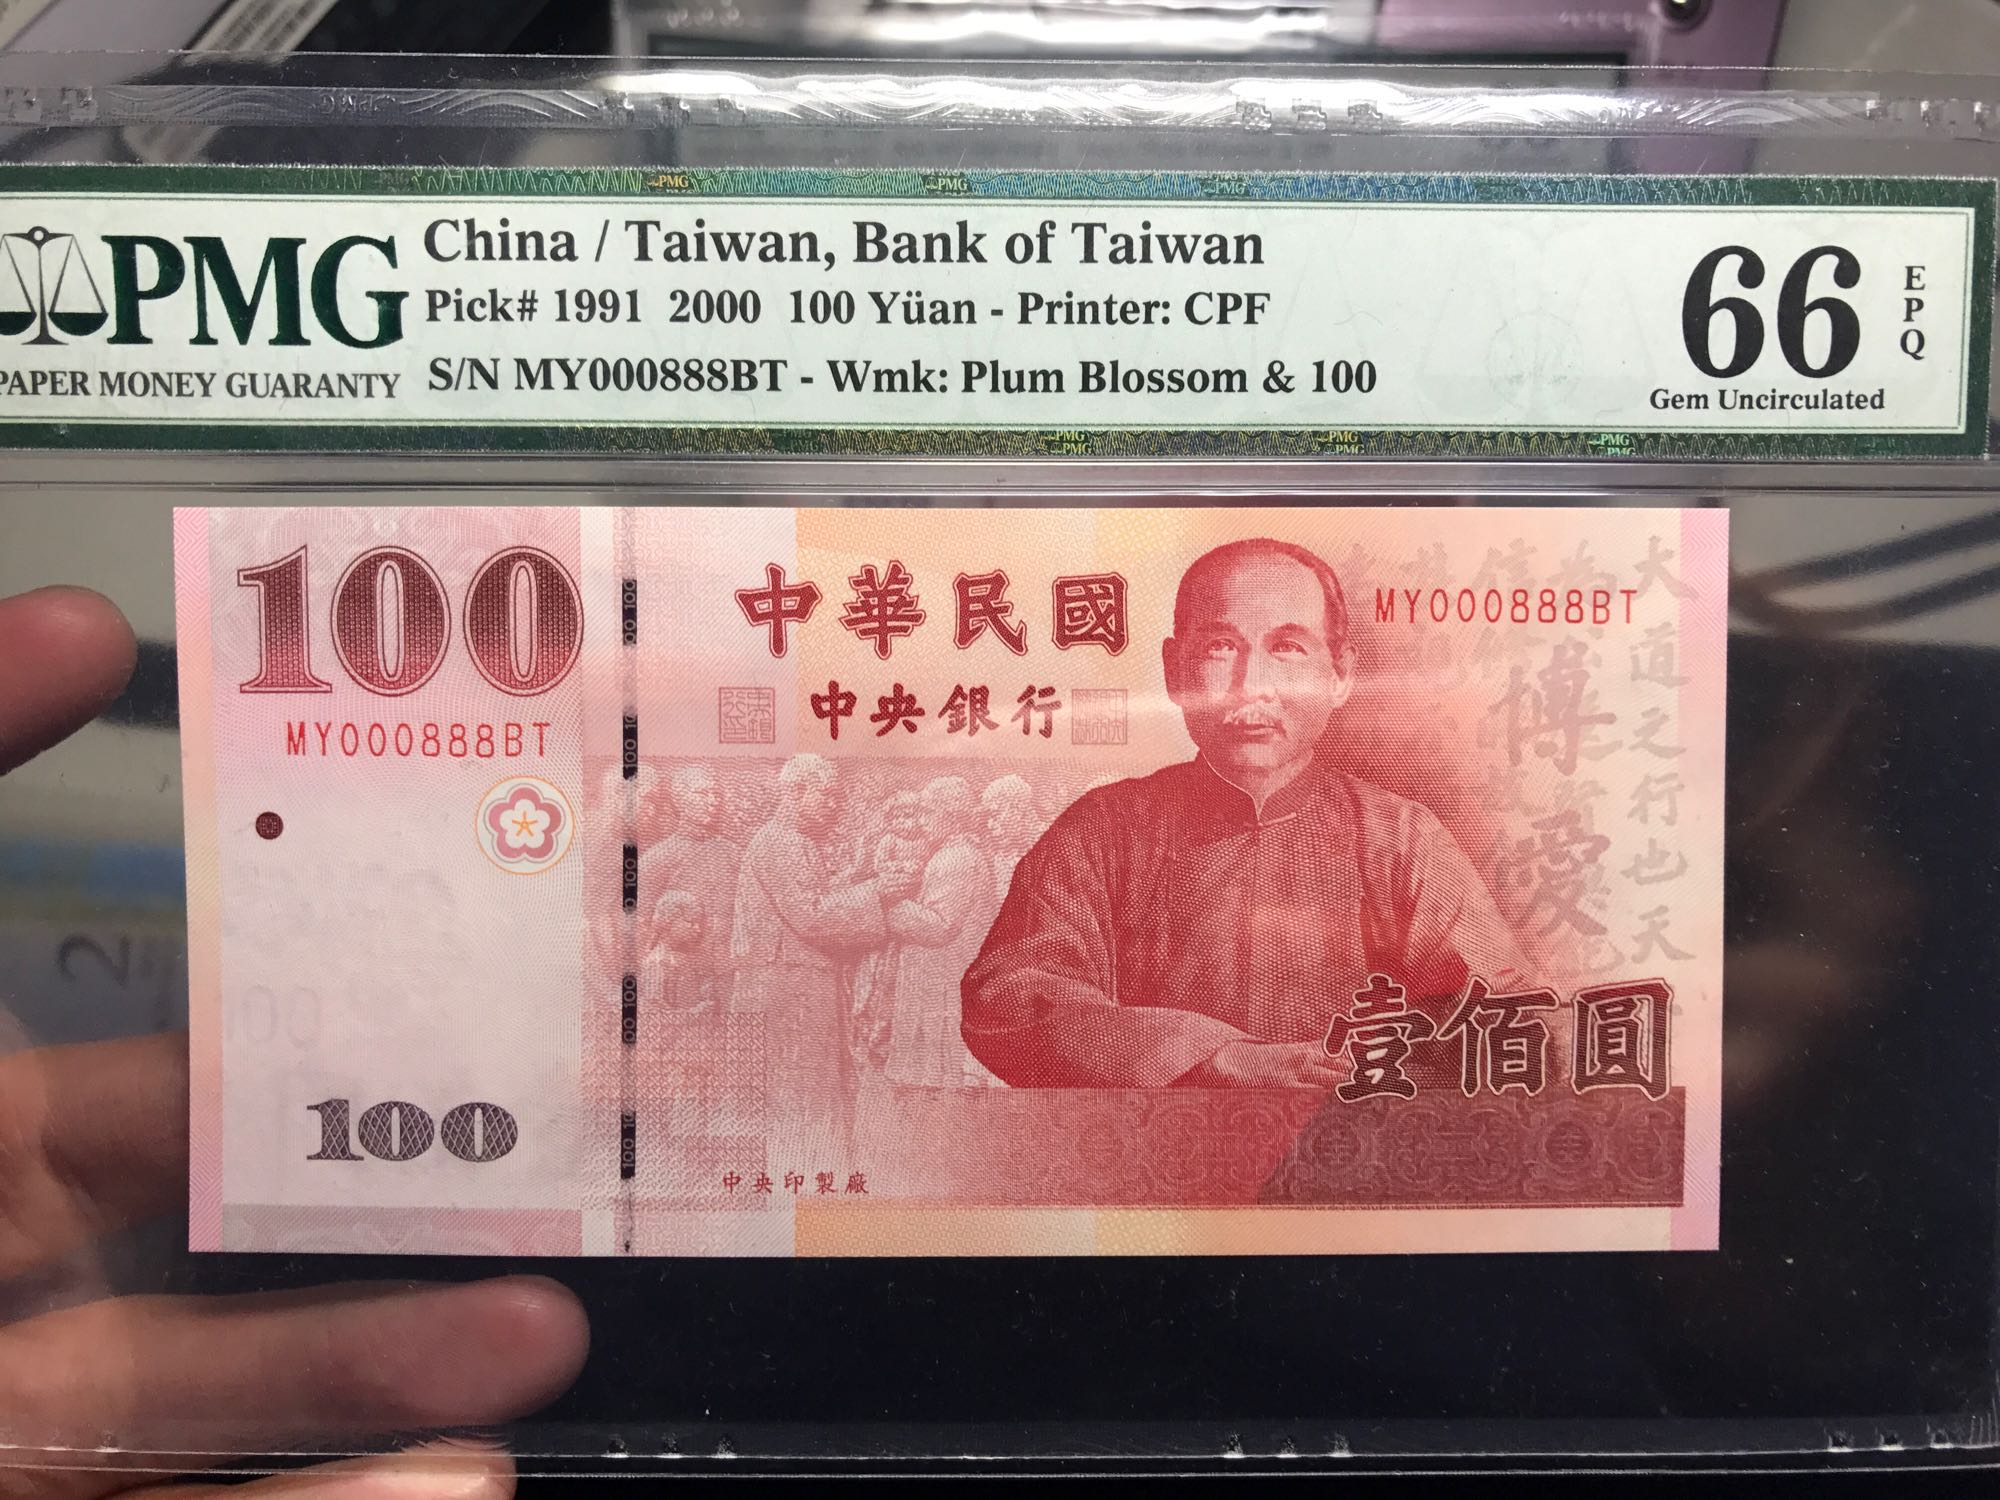 PMG
PAPER MONEY GUARANTY
China / Taiwan, Bank of Taiwan
Pick# 1991 2000 100 Yüan - Printer: CPF
S/N MY000888BT - Wmk: Plum Blossom & 100
66
EPQ
Gem Uncirculated
100
中華民國
MY000888BT
中央銀行
MY000888BT
博愛
大道之行也天
壹佰圓
100
中央印製廠